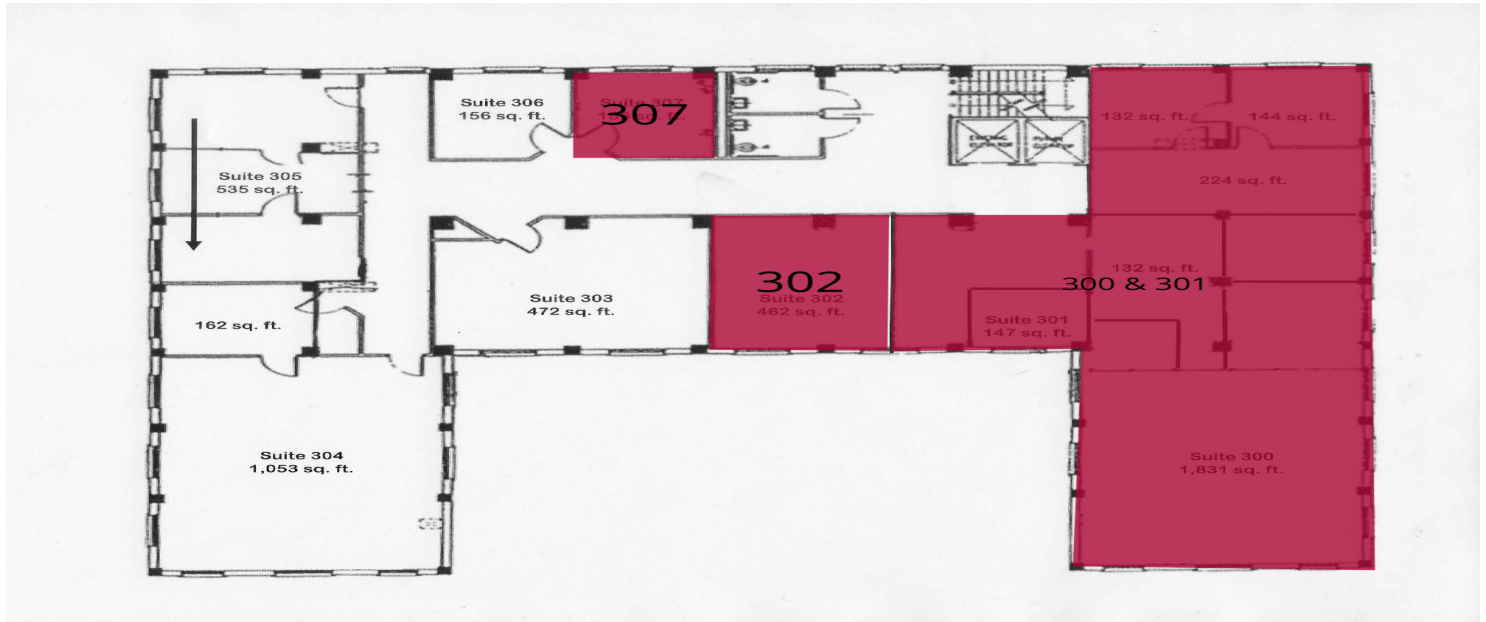 Suite 306
156 sq. ft.
Suite 307
307
132 sq. ft.
144 sq. ft.
Suite 305
535 sq. ft.
224 sq. ft.
132 sq. ft.
302
Suite 302
462 sq. ft.
300 & 301
Suite 303
472 sq. ft.
Suite 301
147 sq. ft.
162 sq. ft.
Suite 304
1,053 sq. ft.
Suite 300
1,831 sq. ft.